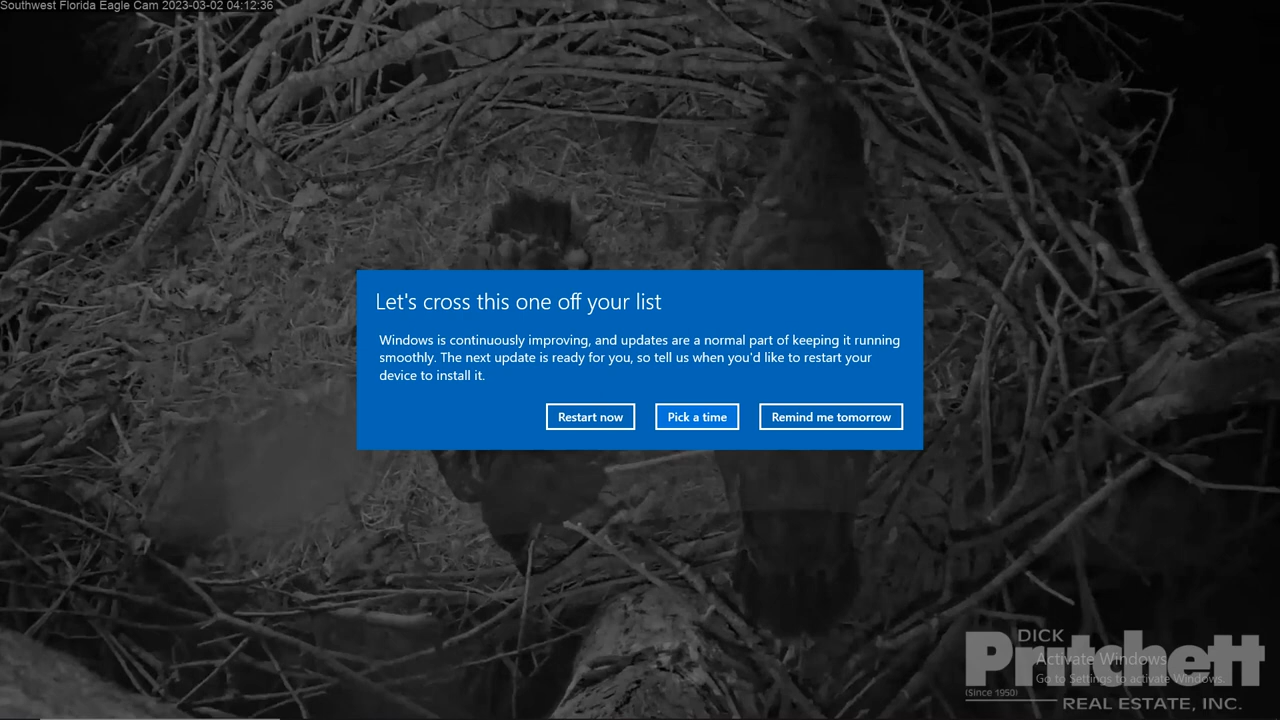 Southwest Florida Eagle Cam 2023-03-02 04:12:36
Let's cross this one off your list
Windows is continuously improving, and updates are a normal part of keeping it running
smoothly. The next update is ready for you, so tell us when you'd like to restart your
device to install it.
Restart now
Pick a time
Remind me tomorrow
DICK
Pritchett
Activate Windows
Go to Settings to activate Windows.
(Since 1950)
REAL ESTATE, INC.